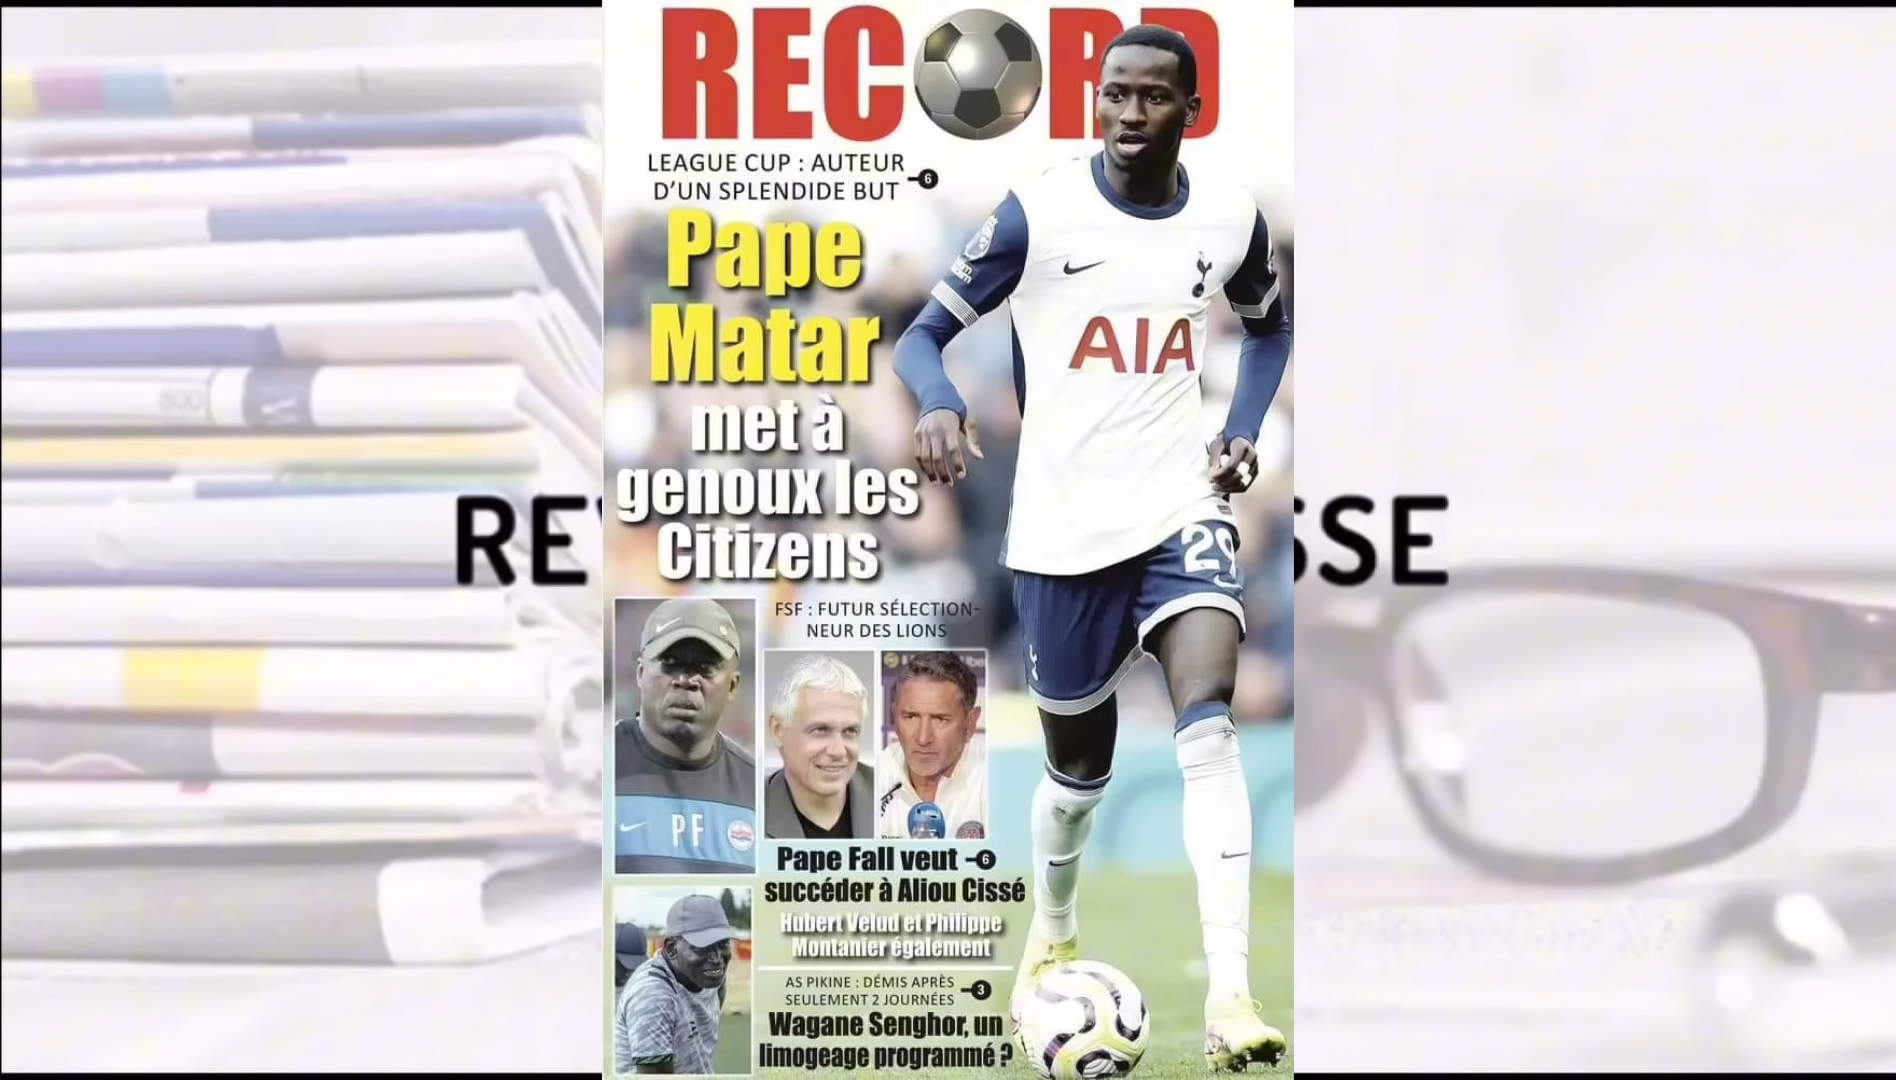 RECORD
LEAGUE CUP : AUTEUR
D'UN SPLENDIDE BUT
6
Pape
Matar
met à
genoux les
Citizens
AIA
29
FSF : FUTUR SÉLECTION-
NEUR DES LIONS
PF
Pape Fall veut
6
succéder à Aliou Cissé
Hubert Velud et Philippe
Montanier également
AS PIKINE : DÉMIS APRÈS
SEULEMENT 2 JOURNÉES
3
Wagane Senghor, un
limogeage programmé ?
RE
SSE
800